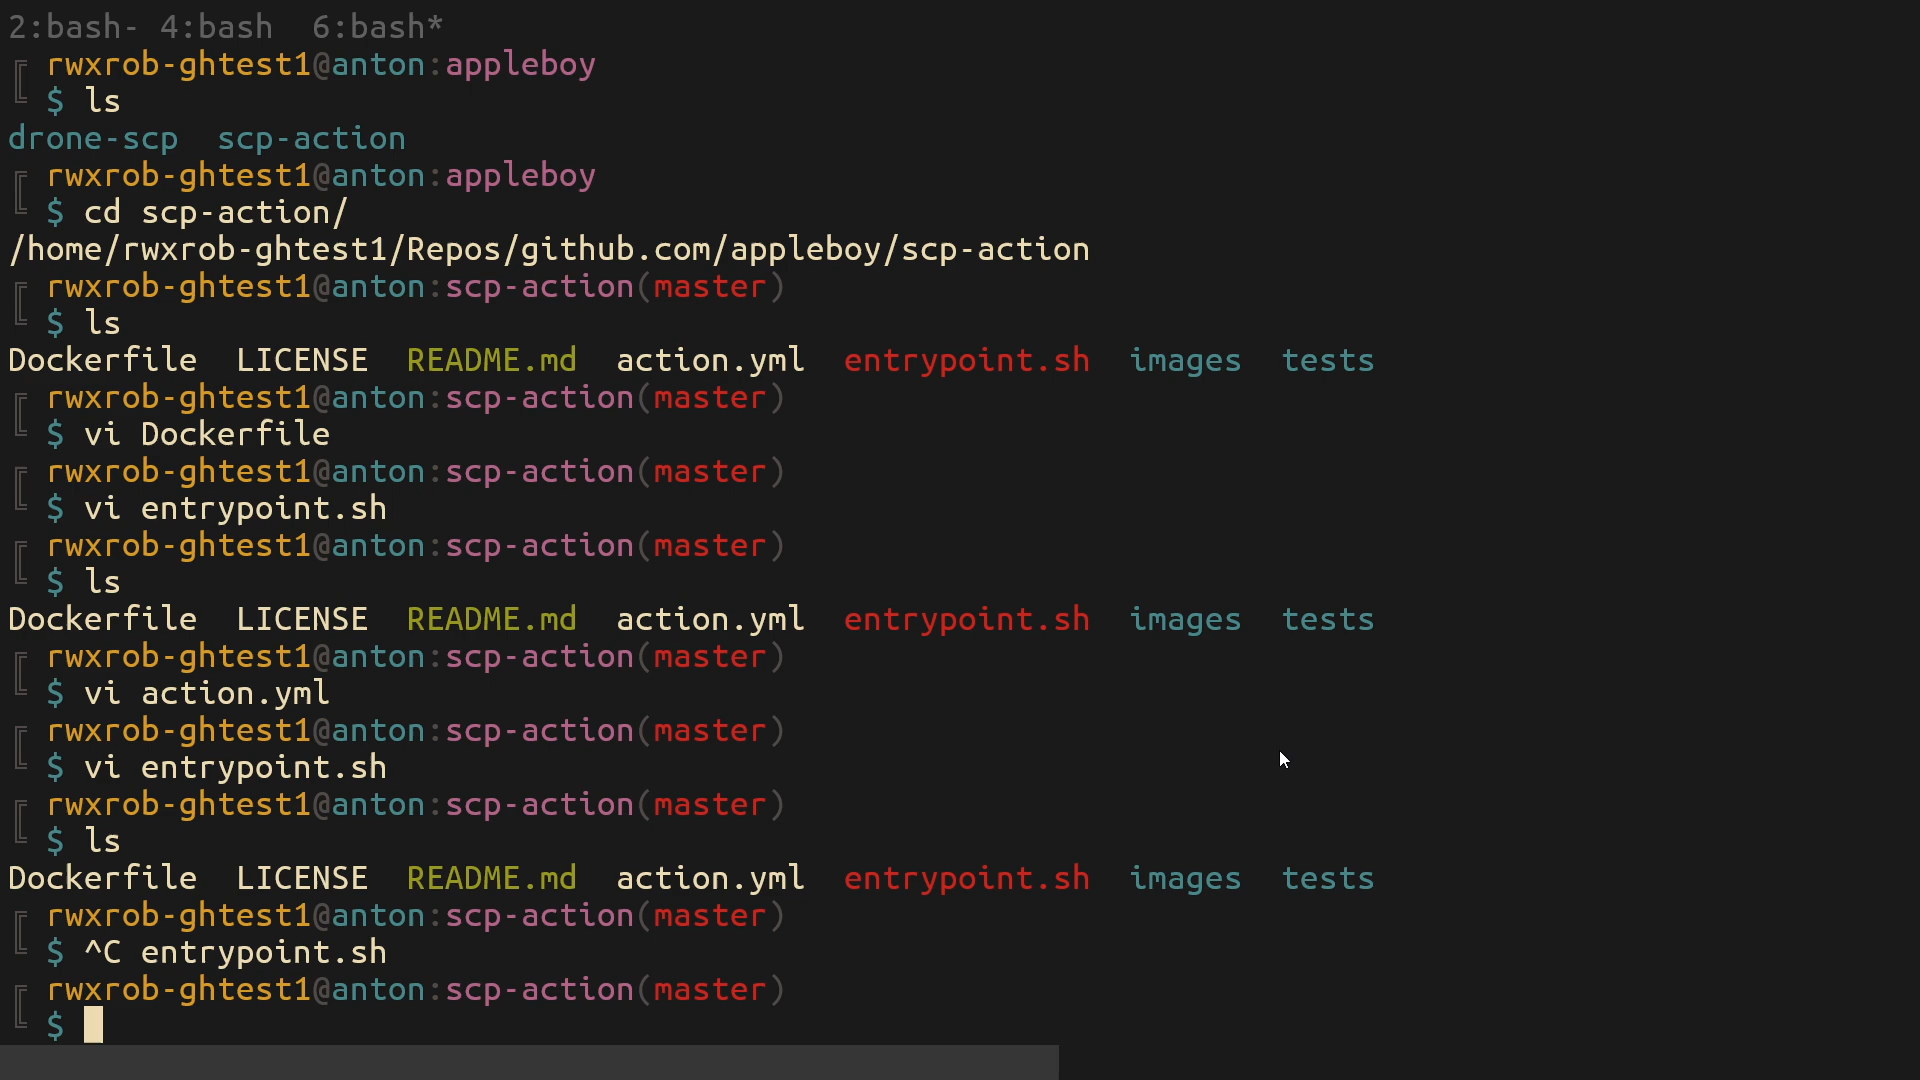 2:bash- 4:bash  6:bash*
rwxrob-ghtest1@anton:appleboy
$ ls
drone-scp  scp-action
rwxrob-ghtest1@anton:appleboy
$ cd scp-action/
/home/rwxrob-ghtest1/Repos/github.com/appleboy/scp-action
rwxrob-ghtest1@anton:scp-action(master)
$ ls
Dockerfile  LICENSE  README.md  action.yml  entrypoint.sh  images  tests
rwxrob-ghtest1@anton:scp-action(master)
$ vi Dockerfile
rwxrob-ghtest1@anton:scp-action(master)
$ vi entrypoint.sh
rwxrob-ghtest1@anton:scp-action(master)
$ ls
Dockerfile  LICENSE  README.md  action.yml  entrypoint.sh  images  tests
rwxrob-ghtest1@anton:scp-action(master)
$ vi action.yml
rwxrob-ghtest1@anton:scp-action(master)
$ vi entrypoint.sh
rwxrob-ghtest1@anton:scp-action(master)
$ ls
Dockerfile  LICENSE  README.md  action.yml  entrypoint.sh  images  tests
rwxrob-ghtest1@anton:scp-action(master)
$ ^C entrypoint.sh
rwxrob-ghtest1@anton:scp-action(master)
$